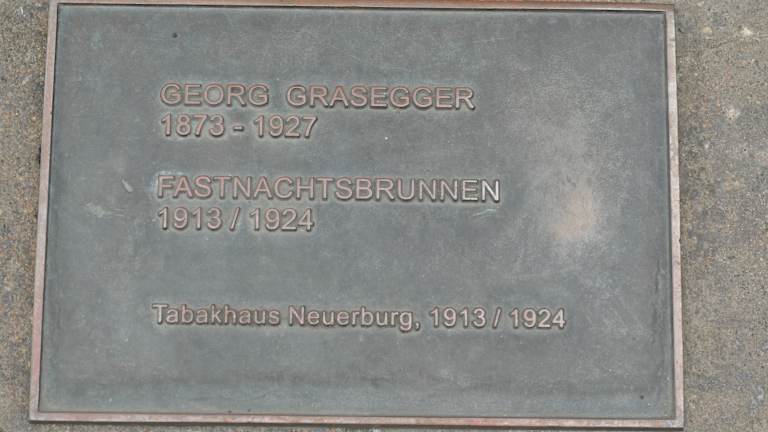 GEORG GRASEGGER
1873 - 1927
FASTNACHTSBRUNNEN
1913 / 1924
Tabakhaus Neuerburg, 1913 / 1924